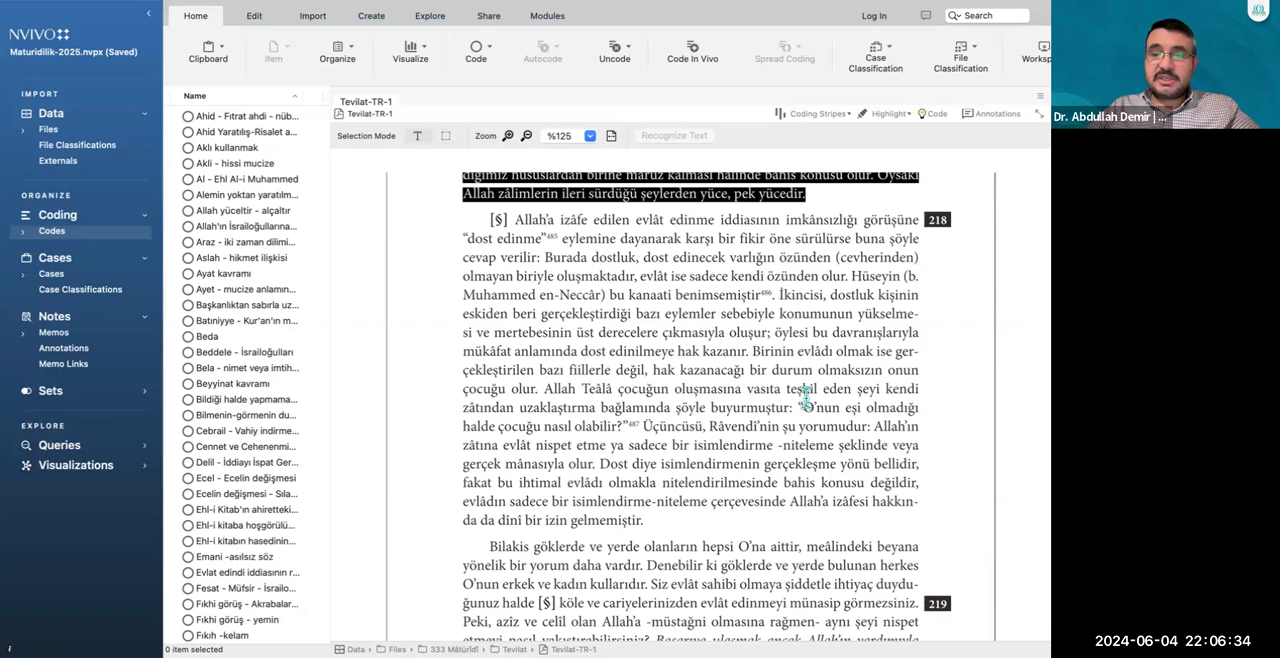 NVIVO
Maturidilik-2025.nvpx (Saved)
IMPORT
Data
Files
File Classifications
Externals
ORGANIZE
Coding
Codes
Cases
Cases
Case Classifications
Notes
Memos
Annotations
Memo Links
Sets
EXPLORE
Queries
Visualizations
Home Edit Import Create Explore Share Modules Log In Search
Clipboard Item Organize Visualize Code Autocode Uncode Code In Vivo Spread Coding Case Classification File Classification Worksp
Name
Ahid - Fıtrat ahdi - nüb...
Ahid Yaratılış-Risalet a...
Aklı kullanmak
Akli - hissi mucize
Al - Ehl Al-i Muhammed
Alemin yoktan yaratılm...
Allah yüceltir - alçaltır
Allah'ın İsrailoğullarına...
Araz - iki zaman dilimi...
Aslah - hikmet ilişkisi
Ayat kavramı
Ayet - mucize anlamın...
Başkanlıktan sabırla uz...
Batıniyye - Kur'an'ın m...
Beda
Beddele - İsrailoğulları
Bela - nimet veya imtih...
Beyyinat kavramı
Bildiği halde yapmama...
Bilmenin-görmenin du...
Cebrail - Vahiy indirme...
Cennet ve Cehenenmi...
Delil - İddiayı İspat Ger...
Ecel - Ecelin değişmesi
Ecelin değişmesi - Sıla...
Ehl-i Kitab'ın ahiretteki...
Ehl-i kitaba hoşgörülü...
Ehl-i kitabın hasedinin...
Emani -asılsız söz
Evlat edindi iddiasının r...
Fesat - Müfsir - İsrailo...
Fıkhi görüş - Akrabalar...
Fıkhi görüş - yemin
Fıkıh -kelam
0 item selected
Tevilat-TR-1
Tevilat-TR-1
Coding Stripes Highlight Code Annotations
Selection Mode T Zoom %125 Recognize Text
diğimiz hususlardan birine mâruz kalması halinde bahis konusu olur. Oysaki
Allah zâlimlerin ileri sürdüğü şeylerden yüce, pek yücedir.
[§] Allah'a izâfe edilen evlât edinme iddiasının imkânsızlığı görüşüne 218
"dost edinme"485 eylemine dayanarak karşı bir fikir öne sürülürse buna şöyle
cevap verilir: Burada dostluk, dost edinecek varlığın özünden (cevherinden)
olmayan biriyle oluşmaktadır, evlât ise sadece kendi özünden olur. Hüseyin (b.
Muhammed en-Neccâr) bu kanaati benimsemiştir486. İkincisi, dostluk kişinin
eskiden beri gerçekleştirdiği bazı eylemler sebebiyle konumunun yükselme-
si ve mertebesinin üst derecelere çıkmasıyla oluşur; öylesi bu davranışlarıyla
mükâfat anlamında dost edinilmeye hak kazanır. Birinin evlâdı olmak ise ger-
çekleştirilen bazı fiillerle değil, hak kazanacağı bir durum olmaksızın onun
çocuğu olur. Allah Teâlâ çocuğun oluşmasına vasıta teşkil eden şeyi kendi
zâtından uzaklaştırma bağlamında şöyle buyurmuştur: "O'nun eşi olmadığı
halde çocuğu nasıl olabilir?"487 Üçüncüsü, Râvendî'nin şu yorumudur: Allah'ın
zâtına evlât nispet etme ya sadece bir isimlendirme -niteleme şeklinde veya
gerçek mânasıyla olur. Dost diye isimlendirmenin gerçekleşme yönü bellidir,
fakat bu ihtimal evlâdı olmakla nitelendirilmesinde bahis konusu değildir,
evlâdın sadece bir isimlendirme-niteleme çerçevesinde Allah'a izâfesi hakkın-
da da dînî bir izin gelmemiştir.
Bilakis göklerde ve yerde olanların hepsi O'na aittir, meâlindeki beyana
yönelik bir yorum daha vardır. Denebilir ki göklerde ve yerde bulunan herkes
O'nun erkek ve kadın kullarıdır. Siz evlât sahibi olmaya şiddetle ihtiyaç duydu-
ğunuz halde [§] köle ve cariyelerinizden evlât edinmeyi münasip görmezsiniz. 219
Peki, azîz ve celîl olan Allah'a -müstağni olmasına rağmen- aynı şeyi nispet
etmeyi nasıl yakıştırabilirsiniz? Başarıya ulaşmak ancak Allah'ın yardımıyla
Data Files 333 Mâtürîdî Tevilat Tevilat-TR-1
Dr. Abdullah Demir | ...
2024-06-04 22:06:34